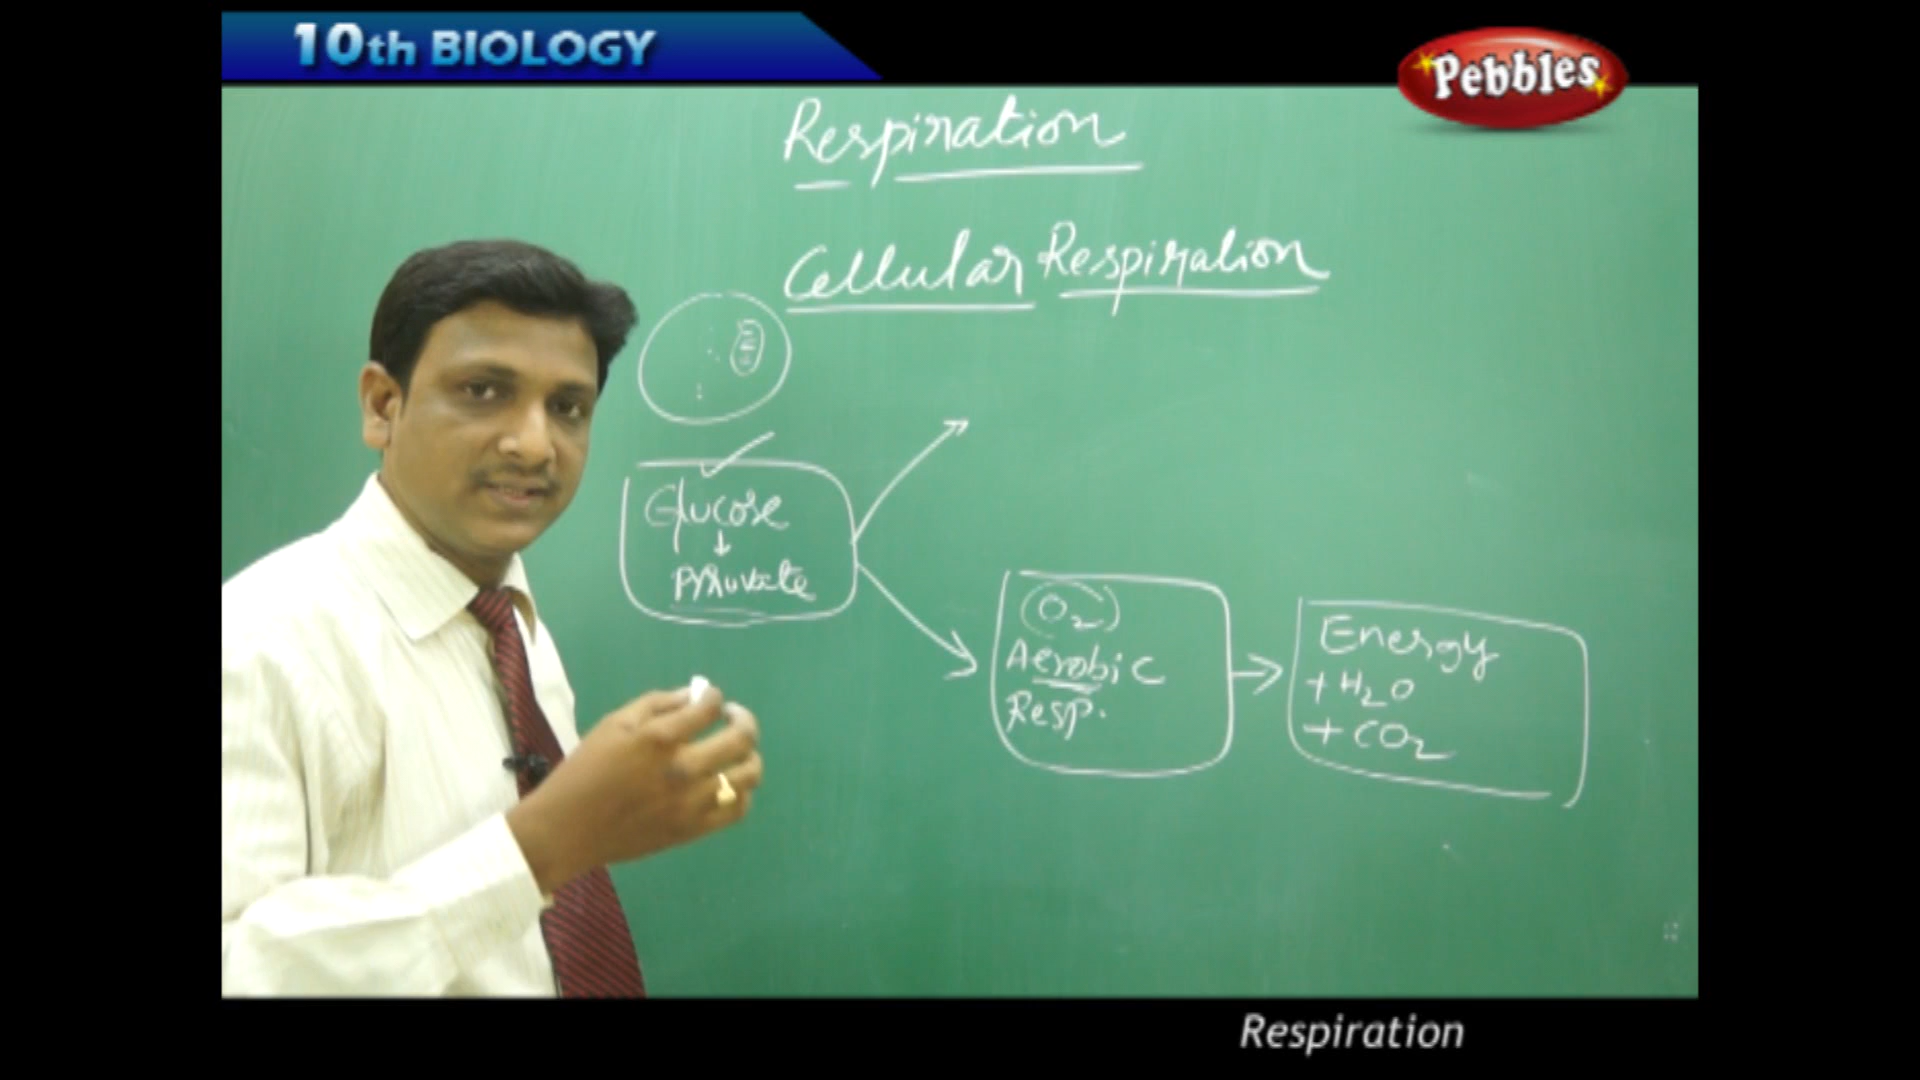 10th BIOLOGY
Pebbles
Respiration
Cellular Respiration
Glucose
↓
Pyruvate
O2
Aerobic
Resp.
Energy
+ H2O
+ CO2
Respiration